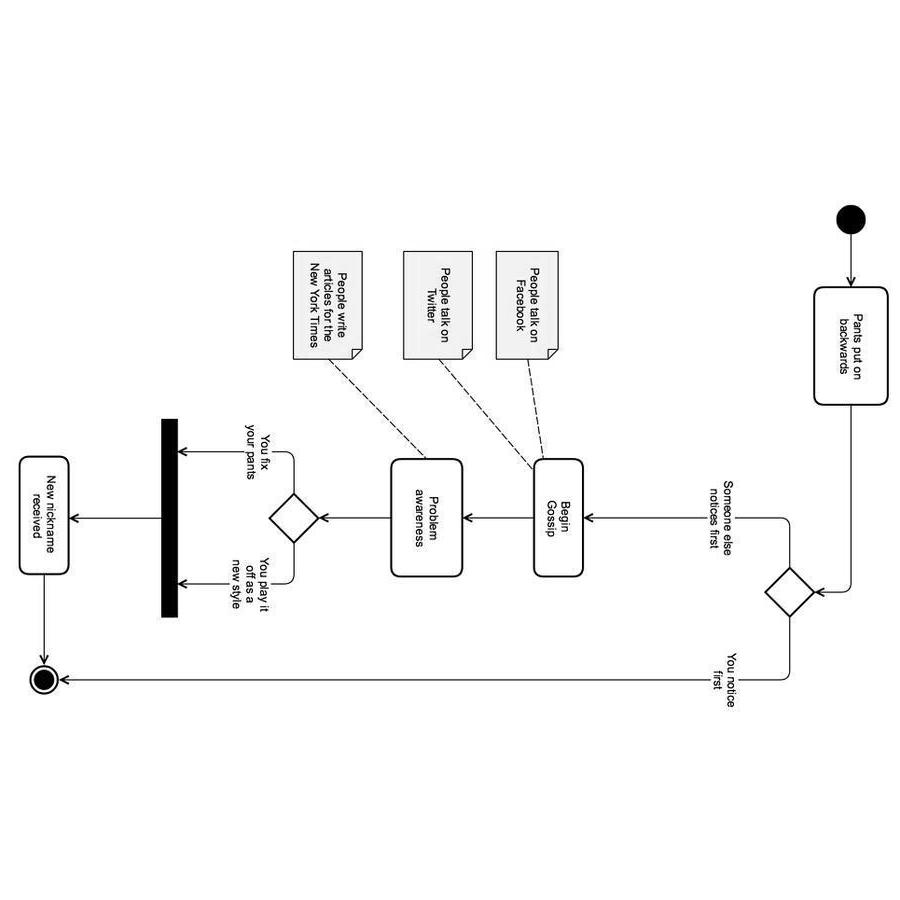 Pants put on
backwards
Someone else
notices first
You notice
first
People talk on
Facebook
People talk on
Twitter
People write
articles for the
New York Times
Begin
Gossip
Problem
awareness
You fix
your pants
You play it
off as a
new style
New nickname
received